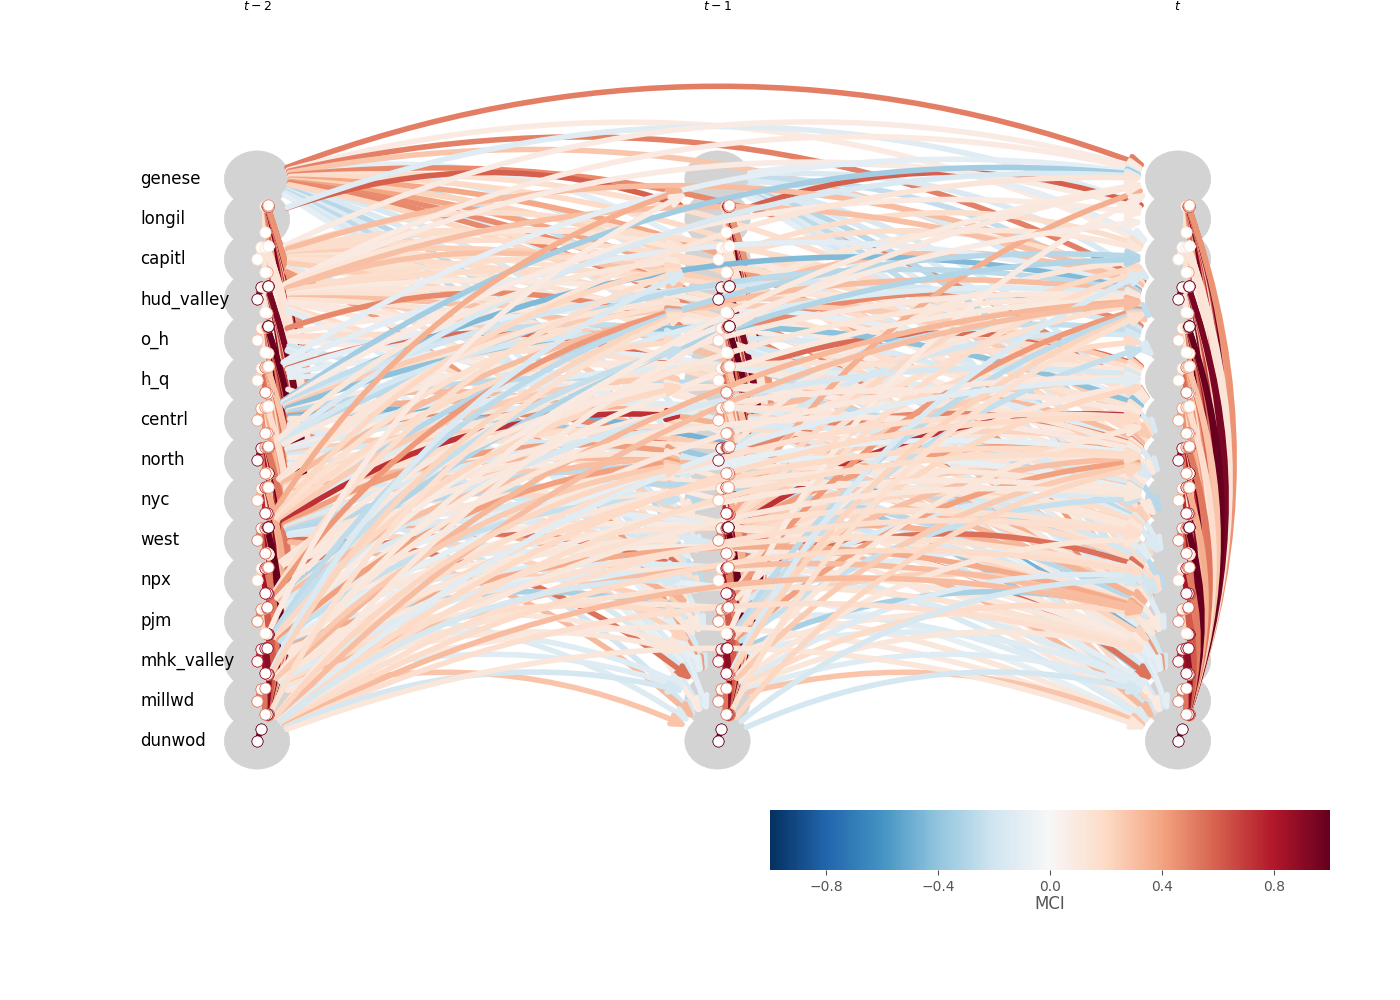 t − 2 t − 1 t
genese
longil
capitl
hud_valley
o_h
h_q
centrl
north
nyc
west
npx
pjm
mhk_valley
millwd
dunwod
−0.8 −0.4 0.0 0.4 0.8
MCI